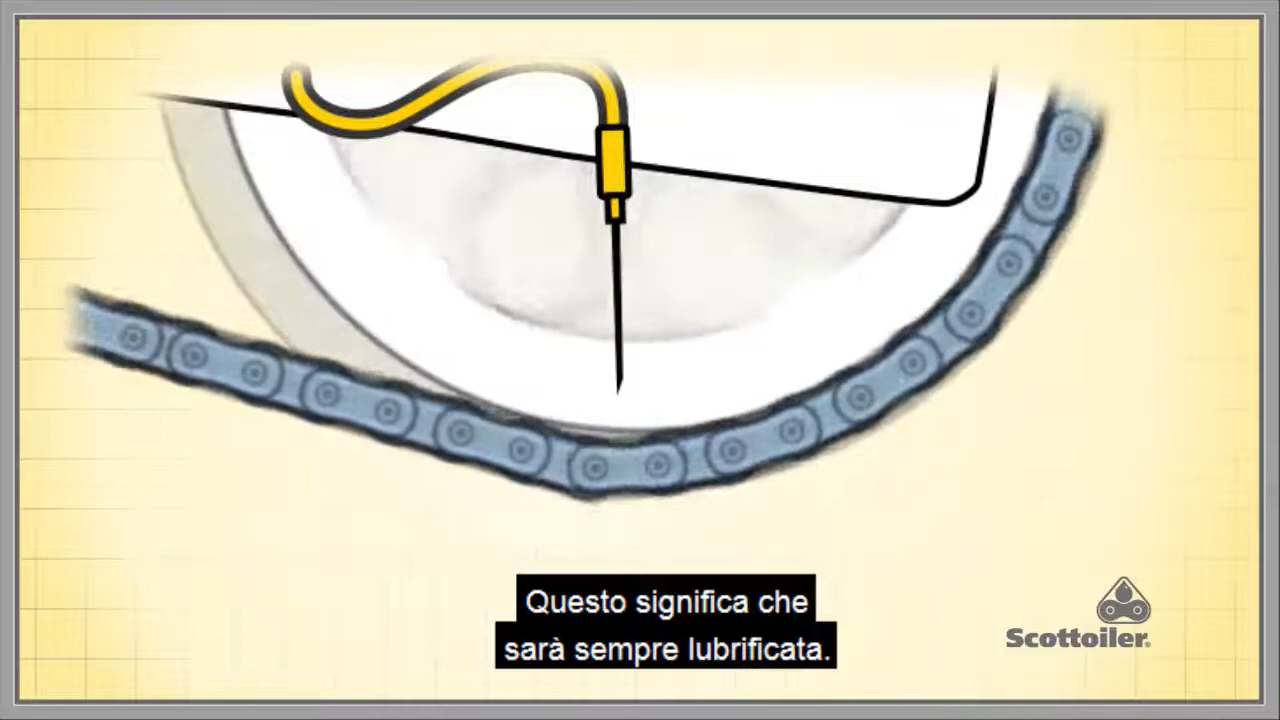 Questo significa che
sarà sempre lubrificata.
Scottoiler®